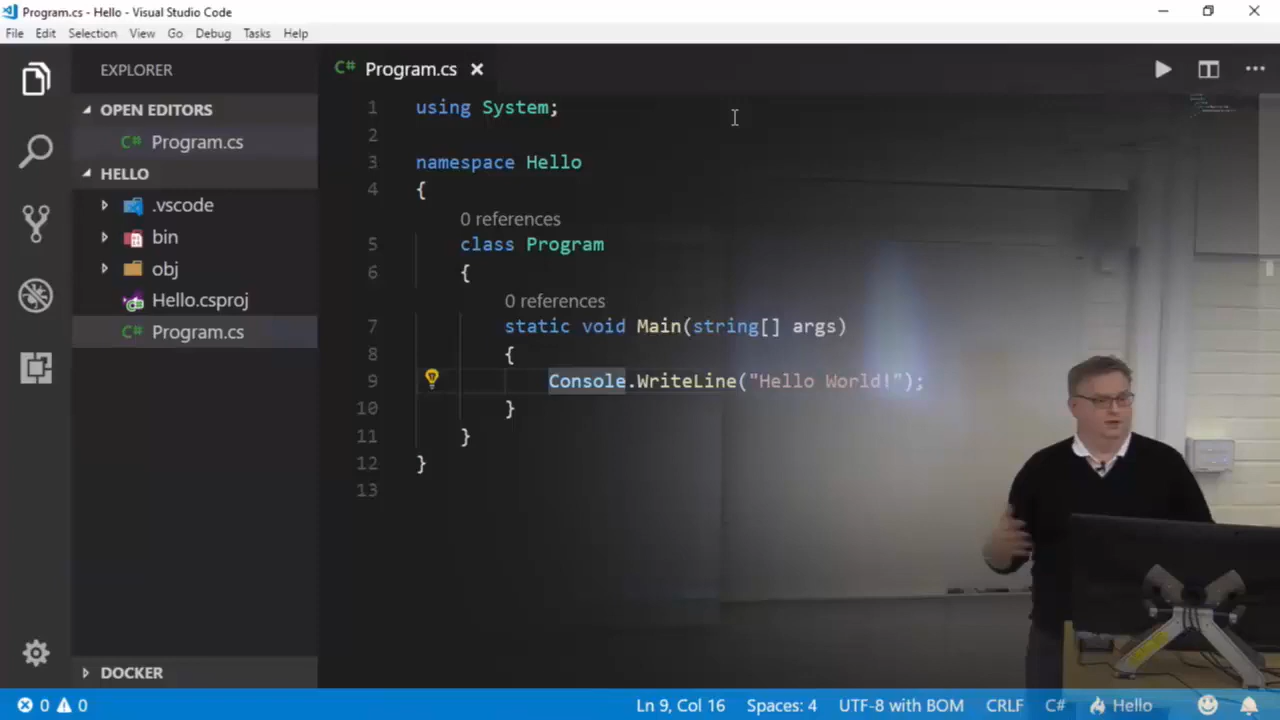 Program.cs - Hello - Visual Studio Code
File Edit Selection View Go Debug Tasks Help
EXPLORER
OPEN EDITORS
C# Program.cs
HELLO
.vscode
bin
obj
Hello.csproj
C# Program.cs
DOCKER
C# Program.cs
1 using System;
2
3 namespace Hello
4 {
0 references
5 class Program
6 {
0 references
7 static void Main(string[] args)
8 {
9 Console.WriteLine("Hello World!");
10 }
11 }
12 }
13
0 0 Ln 9, Col 16 Spaces: 4 UTF-8 with BOM CRLF C# Hello